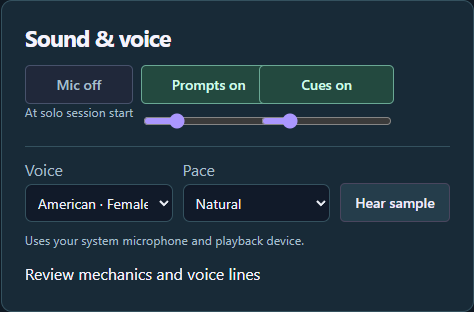 Sound & voice
Mic off
Prompts on
Cues on
At solo session start
Voice
Pace
American · Female
Natural
Hear sample
Uses your system microphone and playback device.
Review mechanics and voice lines